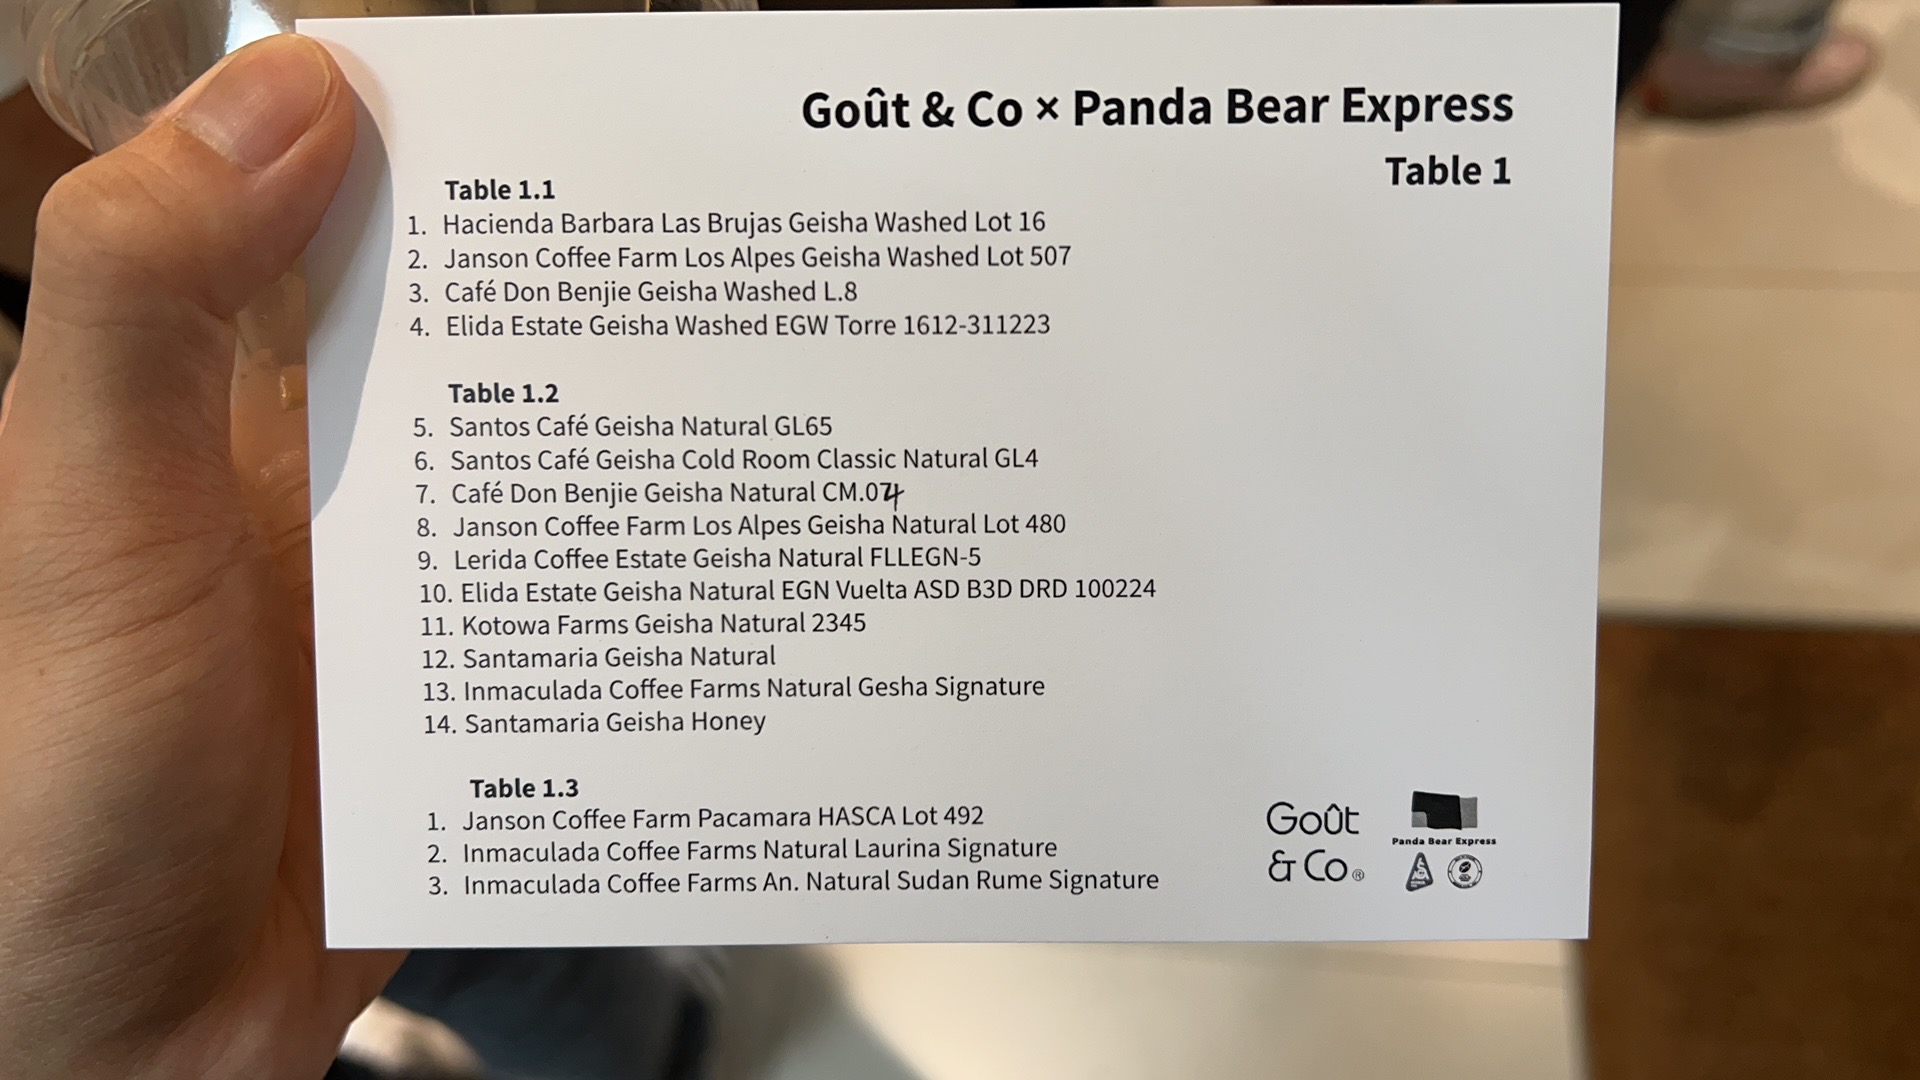 Goût & Co × Panda Bear Express
Table 1
Table 1.1
1. Hacienda Barbara Las Brujas Geisha Washed Lot 16
2. Janson Coffee Farm Los Alpes Geisha Washed Lot 507
3. Café Don Benjie Geisha Washed L.8
4. Elida Estate Geisha Washed EGW Torre 1612-311223
Table 1.2
5. Santos Café Geisha Natural GL65
6. Santos Café Geisha Cold Room Classic Natural GL4
7. Café Don Benjie Geisha Natural CM.04
8. Janson Coffee Farm Los Alpes Geisha Natural Lot 480
9. Lerida Coffee Estate Geisha Natural FLLEGN-5
10. Elida Estate Geisha Natural EGN Vuelta ASD B3D DRD 100224
11. Kotowa Farms Geisha Natural 2345
12. Santamaria Geisha Natural
13. Inmaculada Coffee Farms Natural Gesha Signature
14. Santamaria Geisha Honey
Table 1.3
1. Janson Coffee Farm Pacamara HASCA Lot 492
2. Inmaculada Coffee Farms Natural Laurina Signature
3. Inmaculada Coffee Farms An. Natural Sudan Rume Signature
Goût
& Co®
Panda Bear Express